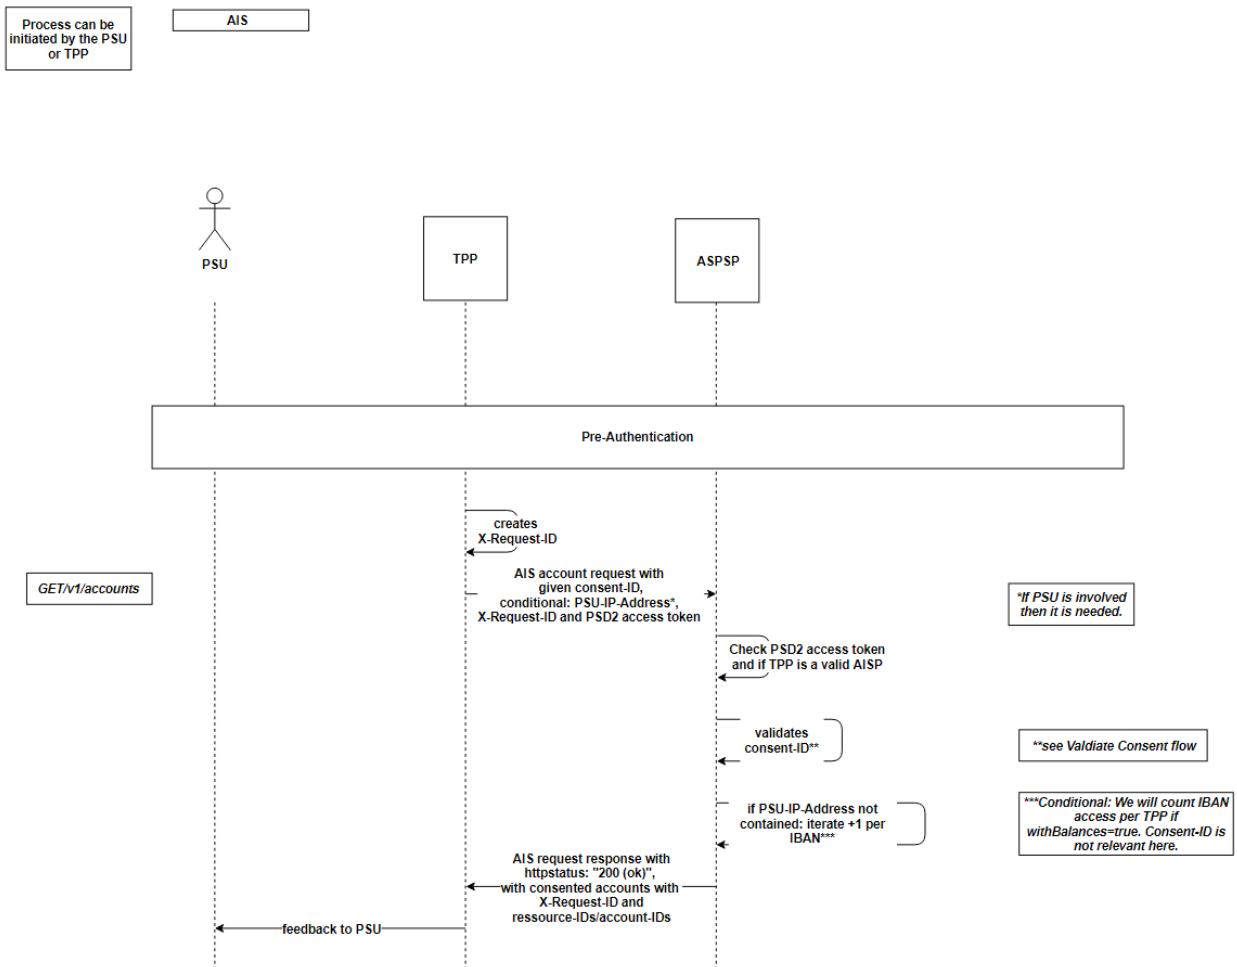 Process can be
initiated by the PSU
or TPP
AIS
PSU
TPP
ASPSP
Pre-Authentication
creates
X-Request-ID
GET/v1/accounts
AIS account request with
given consent-ID,
conditional: PSU-IP-Address*,
X-Request-ID and PSD2 access token
*If PSU is involved
then it is needed.
Check PSD2 access token
and if TPP is a valid AISP
validates
consent-ID**
**see Valdiate Consent flow
if PSU-IP-Address not
contained: iterate +1 per
IBAN***
***Conditional: We will count IBAN
access per TPP if
withBalances=true. Consent-ID is
not relevant here.
AIS request response with
httpstatus: "200 (ok)",
with consented accounts with
X-Request-ID and
ressource-IDs/account-IDs
feedback to PSU